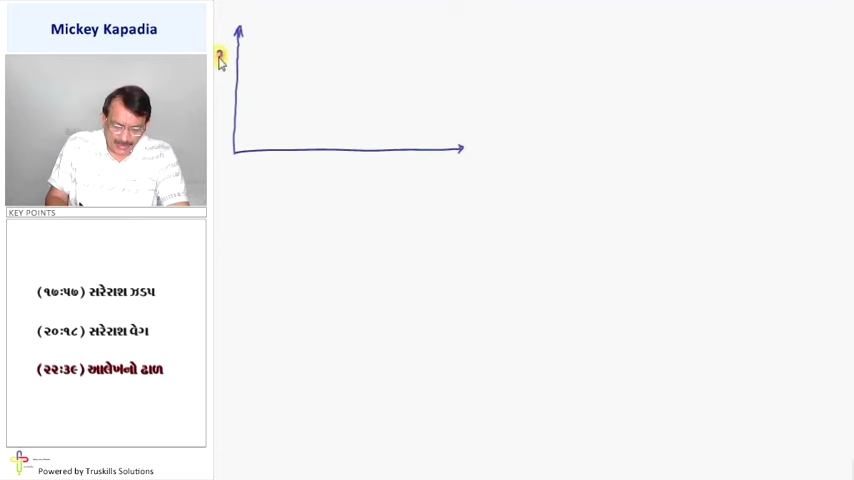 Mickey Kapadia
KEY POINTS
(૧૭:૫૭) સરેરાશ ઝડપ
(૨૦:૧૮) સરેરાશ વેગ
(૨૨:૩૯) આલેખનો ઢાળ
Powered by Truskills Solutions